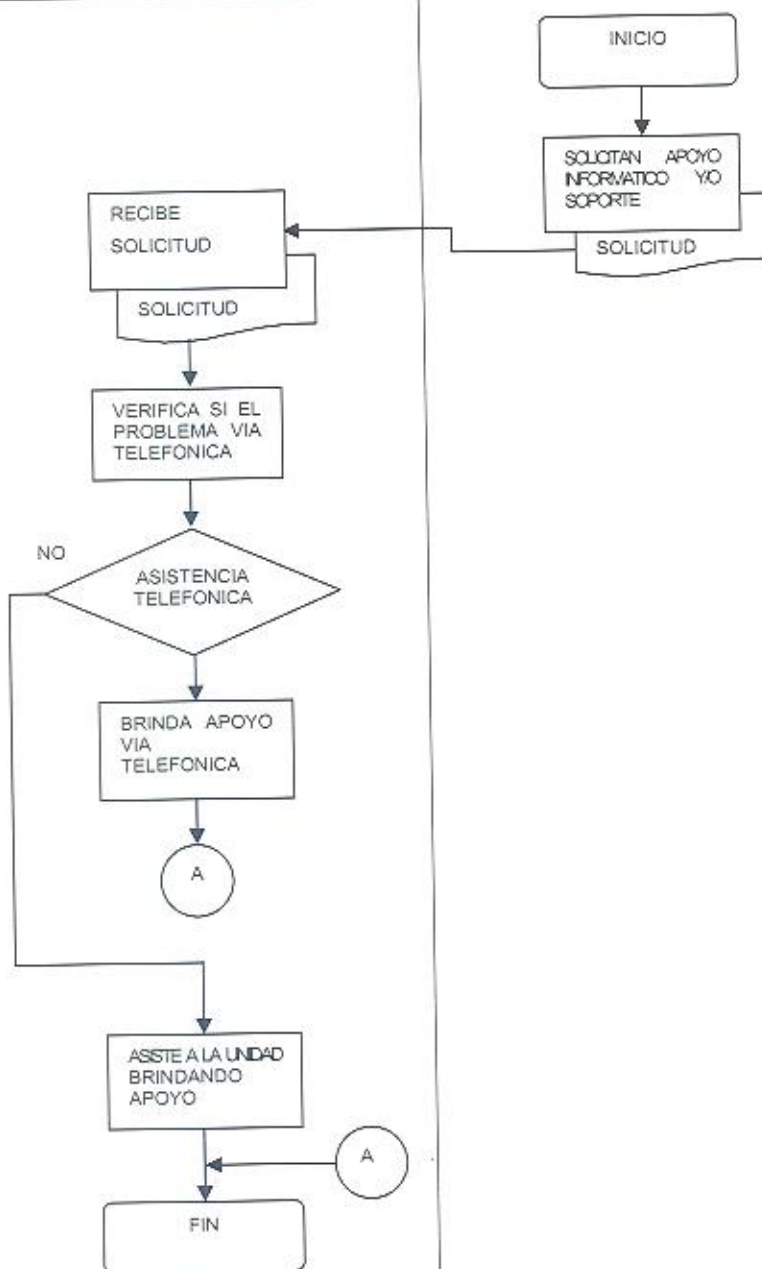 INICIO
SOLICITAN APOYO
INFORMATICO Y/O
SOPORTE
SOLICITUD
RECIBE
SOLICITUD
SOLICITUD
VERIFICA SI EL
PROBLEMA VIA
TELEFONICA
NO
ASISTENCIA
TELEFONICA
BRINDA APOYO
VIA
TELEFONICA
A
ASISTE A LA UNIDAD
BRINDANDO
APOYO
A
FIN